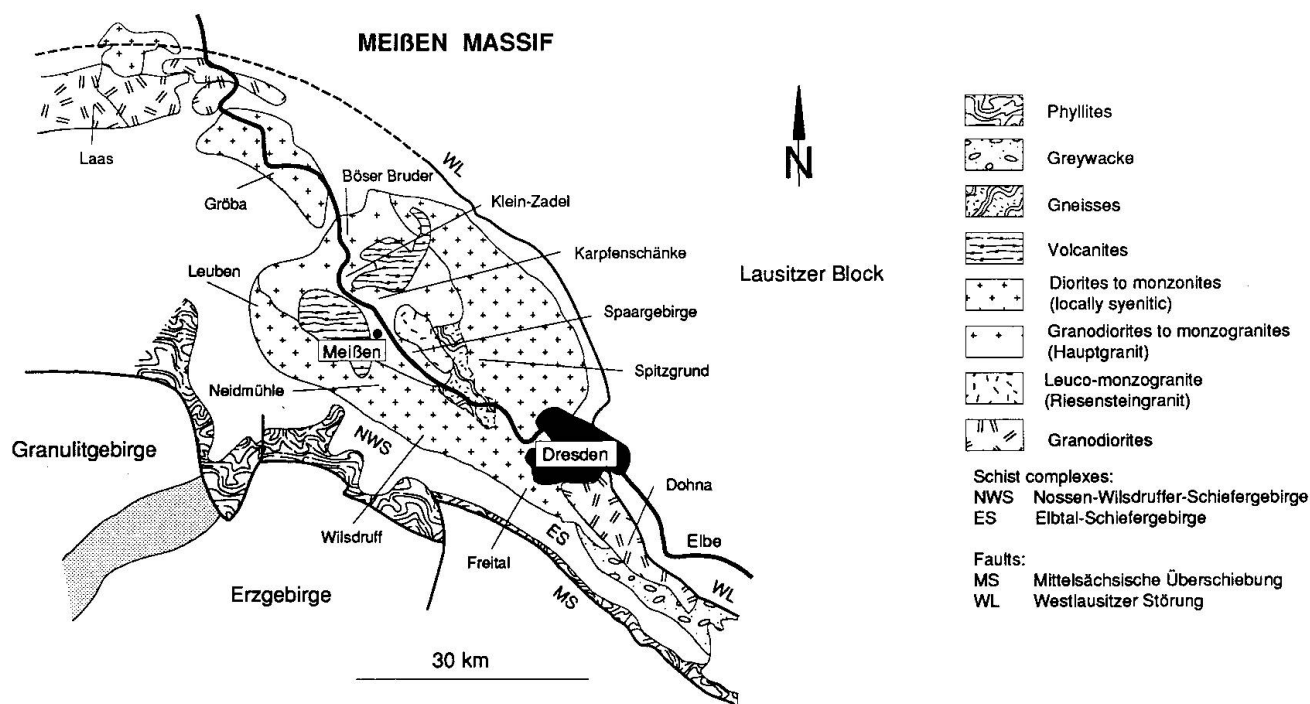 MEIßEN MASSIF
Laas
Gröba
Böser Bruder
WL
Klein-Zadel
Karpfenschänke
Leuben
Lausitzer Block
Spaargebirge
Meißen
Spitzgrund
Neidmühle
NWS
Granulitgebirge
Dresden
Dohna
Wilsdruff
Freital
ES
Elbe
Erzgebirge
MS
WL
30 km
N
Phyllites
Greywacke
Gneisses
Volcanites
Diorites to monzonites
(locally syenitic)
Granodiorites to monzogranites
(Hauptgranit)
Leuco-monzogranite
(Riesensteingranit)
Granodiorites
Schist complexes:
NWS Nossen-Wilsdruffer-Schiefergebirge
ES Elbtal-Schiefergebirge
Faults:
MS Mittelsächsische Überschiebung
WL Westlausitzer Störung